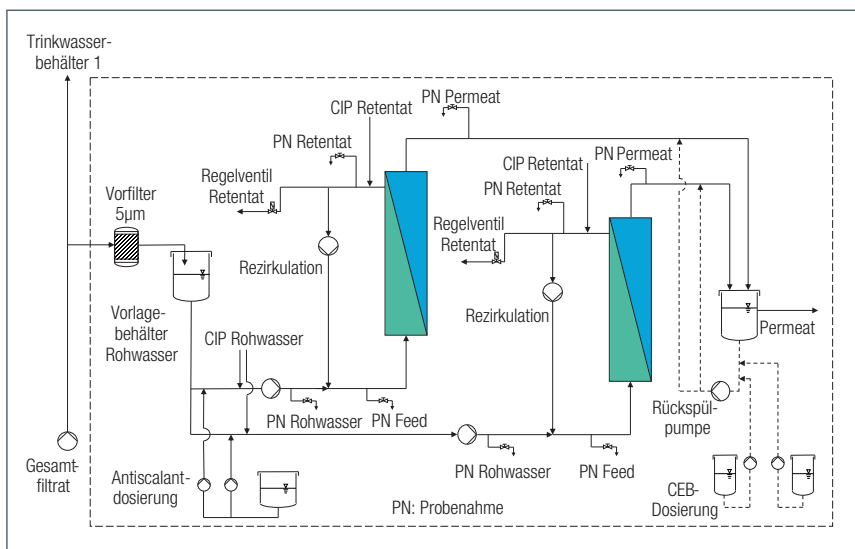 Trinkwasser-
behälter 1
Vorfilter
5µm
Vorlage-
behälter
Rohwasser
Gesamt-
filtrat
CIP Retentat
PN Retentat
Regelventil
Retentat
Rezirkulation
PN Permeat
CIP Rohwasser
PN Rohwasser
PN Feed
CIP Retentat
PN Permeat
PN Retentat
Regelventil
Retentat
Rezirkulation
PN Rohwasser
PN Feed
Antiscalant-
dosierung
PN: Probenahme
Permeat
Rückspül-
pumpe
CEB-
Dosierung